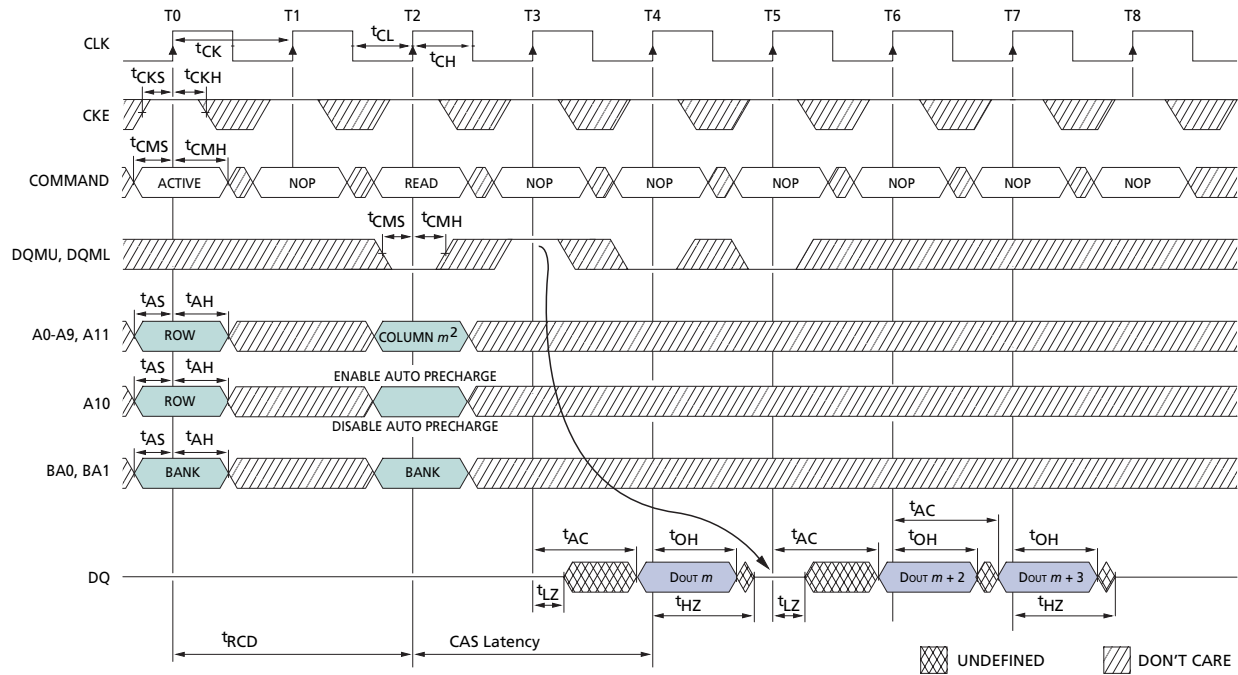 T0 T1 T2 T3 T4 T5 T6 T7 T8
CLK
tCK tCL tCH
tCKS tCKH
CKE
tCMS tCMH
COMMAND ACTIVE NOP READ NOP NOP NOP NOP NOP NOP
tCMS tCMH
DQMU, DQML
tAS tAH
A0-A9, A11 ROW COLUMN m2
tAS tAH
ENABLE AUTO PRECHARGE
A10 ROW
DISABLE AUTO PRECHARGE
tAS tAH
BA0, BA1 BANK BANK
tAC
tAC tOH tAC tOH tOH
DQ DOUT m DOUT m + 2 DOUT m + 3
tLZ tHZ tLZ tHZ
tRCD CAS Latency
UNDEFINED DON'T CARE